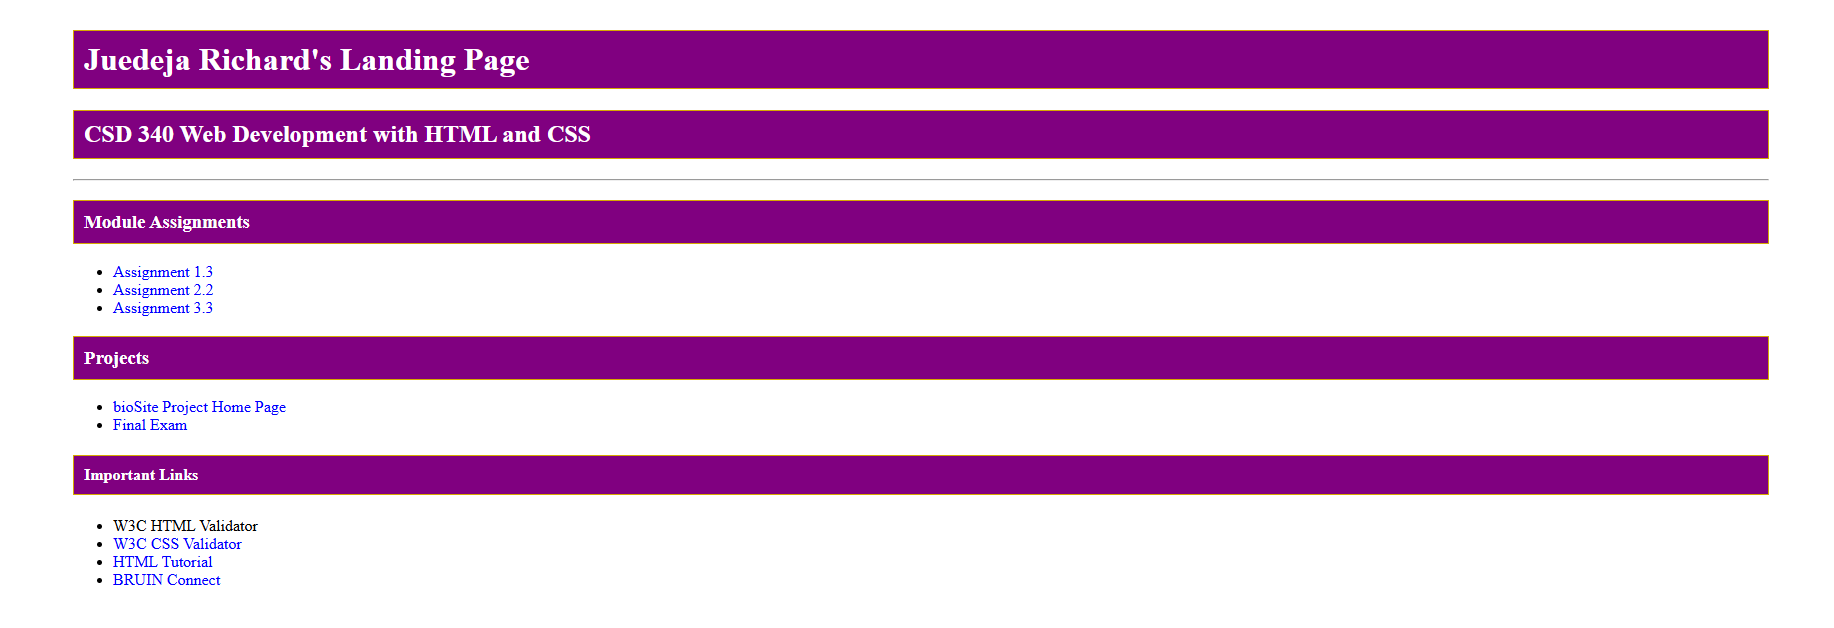 Juedeja Richard's Landing Page
CSD 340 Web Development with HTML and CSS
Module Assignments
Assignment 1.3
Assignment 2.2
Assignment 3.3
Projects
bioSite Project Home Page
Final Exam
Important Links
W3C HTML Validator
W3C CSS Validator
HTML Tutorial
BRUIN Connect